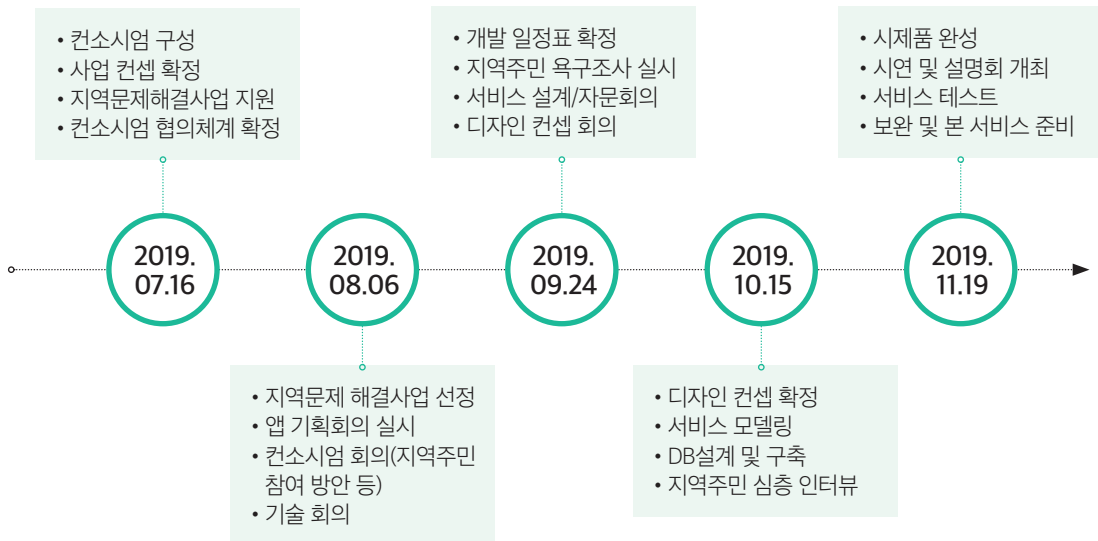 • 컨소시엄 구성
• 사업 컨셉 확정
• 지역문제해결사업 지원
• 컨소시엄 협의체계 확정
• 개발 일정표 확정
• 지역주민 욕구조사 실시
• 서비스 설계/자문회의
• 디자인 컨셉 회의
• 시제품 완성
• 시연 및 설명회 개최
• 서비스 테스트
• 보완 및 본 서비스 준비
2019.
07.16
2019.
08.06
2019.
09.24
2019.
10.15
2019.
11.19
• 지역문제 해결사업 선정
• 앱 기획회의 실시
• 컨소시엄 회의(지역주민
참여 방안 등)
• 기술 회의
• 디자인 컨셉 확정
• 서비스 모델링
• DB설계 및 구축
• 지역주민 심층 인터뷰